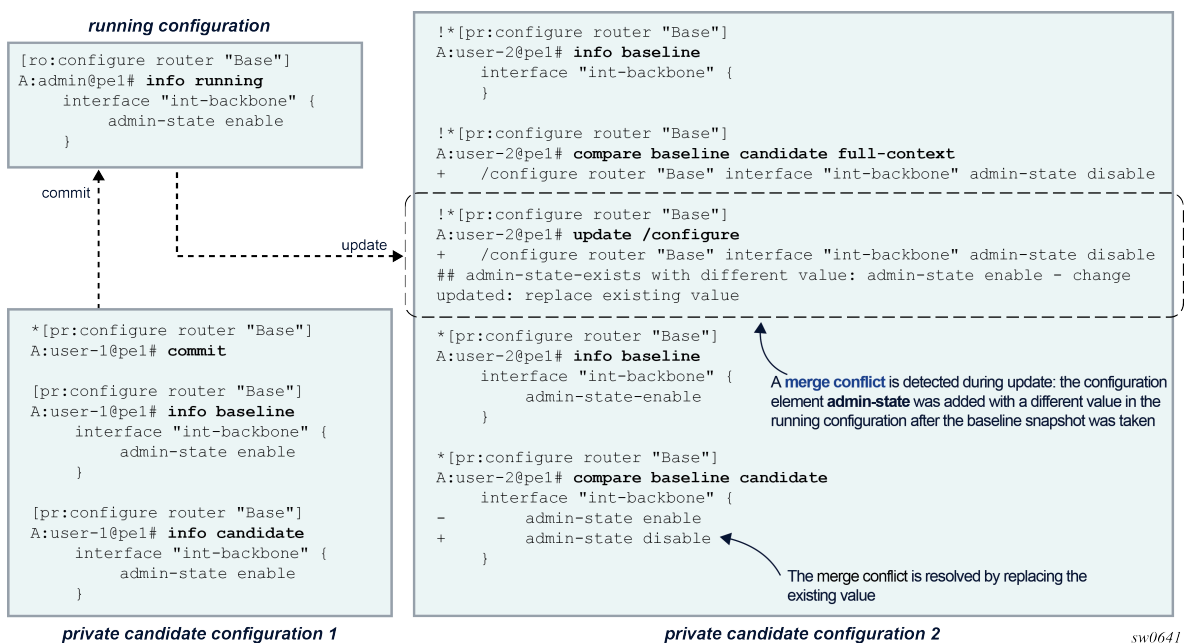 running configuration
[ro:configure router "Base"]
A:admin@pe1# info running
interface "int-backbone" {
admin-state enable
}
commit
update
*[pr:configure router "Base"]
A:user-1@pe1# commit
[pr:configure router "Base"]
A:user-1@pe1# info baseline
interface "int-backbone" {
admin-state enable
}
[pr:configure router "Base"]
A:user-1@pe1# info candidate
interface "int-backbone" {
admin-state enable
}
private candidate configuration 1
!*[pr:configure router "Base"]
A:user-2@pe1# info baseline
interface "int-backbone" {
}
!*[pr:configure router "Base"]
A:user-2@pe1# compare baseline candidate full-context
+ /configure router "Base" interface "int-backbone" admin-state disable
!*[pr:configure router "Base"]
A:user-2@pe1# update /configure
+ /configure router "Base" interface "int-backbone" admin-state disable
## admin-state-exists with different value: admin-state enable - change
updated: replace existing value
*[pr:configure router "Base"]
A:user-2@pe1# info baseline
interface "int-backbone" {
admin-state-enable
}
A merge conflict is detected during update: the configuration
element admin-state was added with a different value in the
running configuration after the baseline snapshot was taken
*[pr:configure router "Base"]
A:user-2@pe1# compare baseline candidate
interface "int-backbone" {
- admin-state enable
+ admin-state disable
}
The merge conflict is resolved by replacing the
existing value
private candidate configuration 2
sw0641